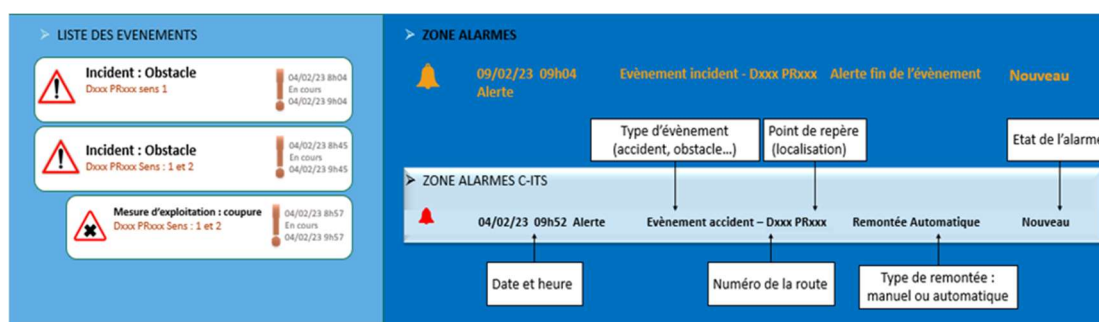 LISTE DES EVENEMENTS
Incident : Obstacle
Dxxx PRxxx sens 1
04/02/23 8h04
En cours
04/02/23 9h04
Incident : Obstacle
Dxxx PRxxx Sens : 1 et 2
04/02/23 8h45
En cours
04/02/23 9h45
Mesure d'exploitation : coupure
Dxxx PRxxx Sens : 1 et 2
04/02/23 8h57
En cours
04/02/23 9h57
ZONE ALARMES
09/02/23 09h04 Evènement incident - Dxxx PRxxx Alerte fin de l'évènement Nouveau
Alerte
Type d'évènement
(accident, obstacle...)
Point de repère
(localisation)
Etat de l'alarme
ZONE ALARMES C-ITS
04/02/23 09h52 Alerte Evènement accident – Dxxx PRxxx Remontée Automatique Nouveau
Date et heure
Numéro de la route
Type de remontée :
manuel ou automatique